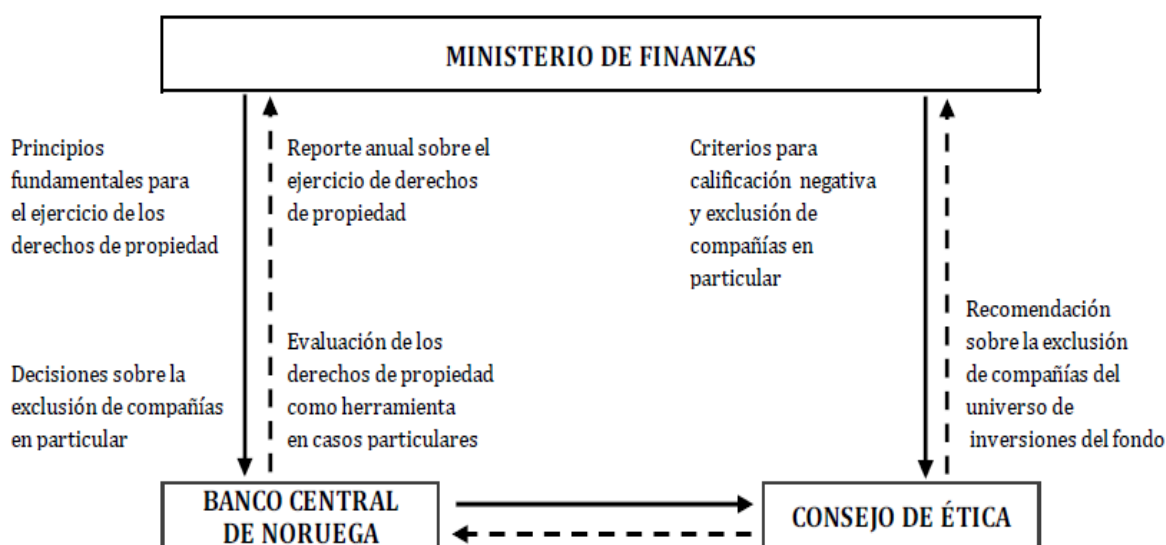 MINISTERIO DE FINANZAS
Principios
fundamentales para
el ejercicio de los
derechos de propiedad
Reporte anual sobre el
ejercicio de derechos
de propiedad
Criterios para
calificación negativa
y exclusión de
compañías en
particular
Decisiones sobre la
exclusión de compañías
en particular
Evaluación de los
derechos de propiedad
como herramienta
en casos particulares
Recomendación
sobre la exclusión
de compañías del
universo de
inversiones del fondo
BANCO CENTRAL
DE NORUEGA
CONSEJO DE ÉTICA